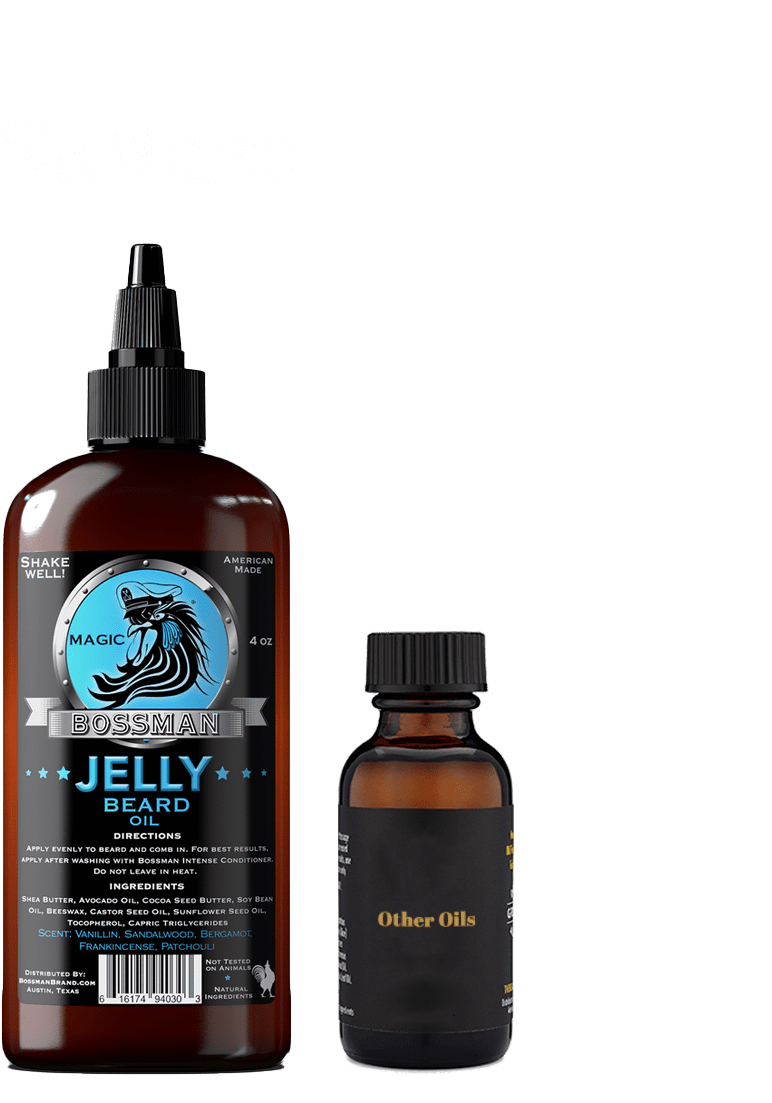 SHAKE WELL!
AMERICAN MADE
MAGIC
4 OZ
BOSSMAN
JELLY
BEARD
OIL
DIRECTIONS
APPLY EVENLY TO BEARD AND COMB IN. FOR BEST RESULTS,
APPLY AFTER WASHING WITH BOSSMAN INTENSE CONDITIONER.
DO NOT LEAVE IN HEAT.
INGREDIENTS
SHEA BUTTER, AVOCADO OIL, COCOA SEED BUTTER, SOY BEAN
OIL, BEESWAX, CASTOR SEED OIL, SUNFLOWER SEED OIL,
TOCOPHEROL, CAPRIC TRIGLYCERIDES
SCENT: VANILLIN, SANDALWOOD, BERGAMOT,
FRANKINCENSE, PATCHOULI
DISTRIBUTED BY:
BOSSMANBRAND.COM
AUSTIN, TEXAS
6 16174 94030 3
NOT TESTED
ON ANIMALS
NATURAL
INGREDIENTS
Other Oils